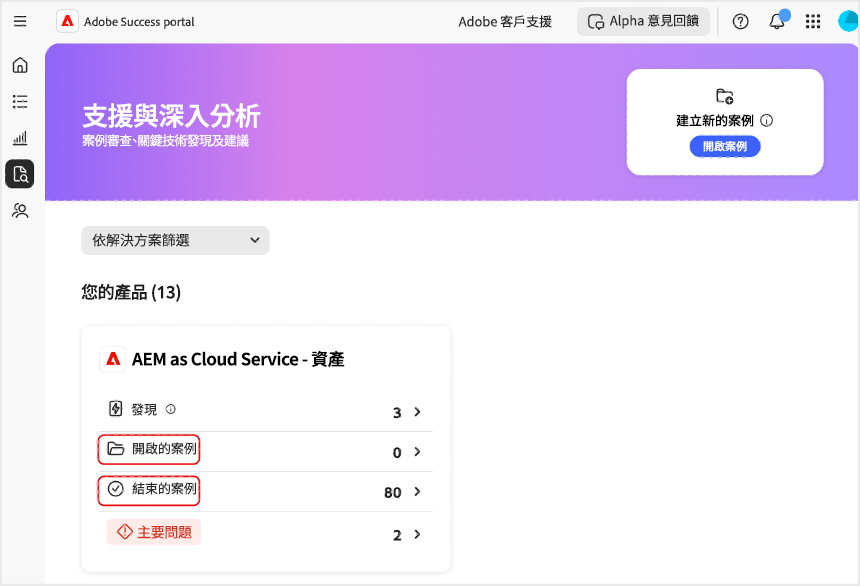 Adobe Success portal
Adobe 客戶支援
Alpha 意見回饋
支援與深入分析
案例審查、關鍵技術發現及建議
建立新的案例
開啟案例
依解決方案篩選
您的產品 (13)
AEM as Cloud Service - 資產
發現 3
開啟的案例 0
結束的案例 80
主要問題 2